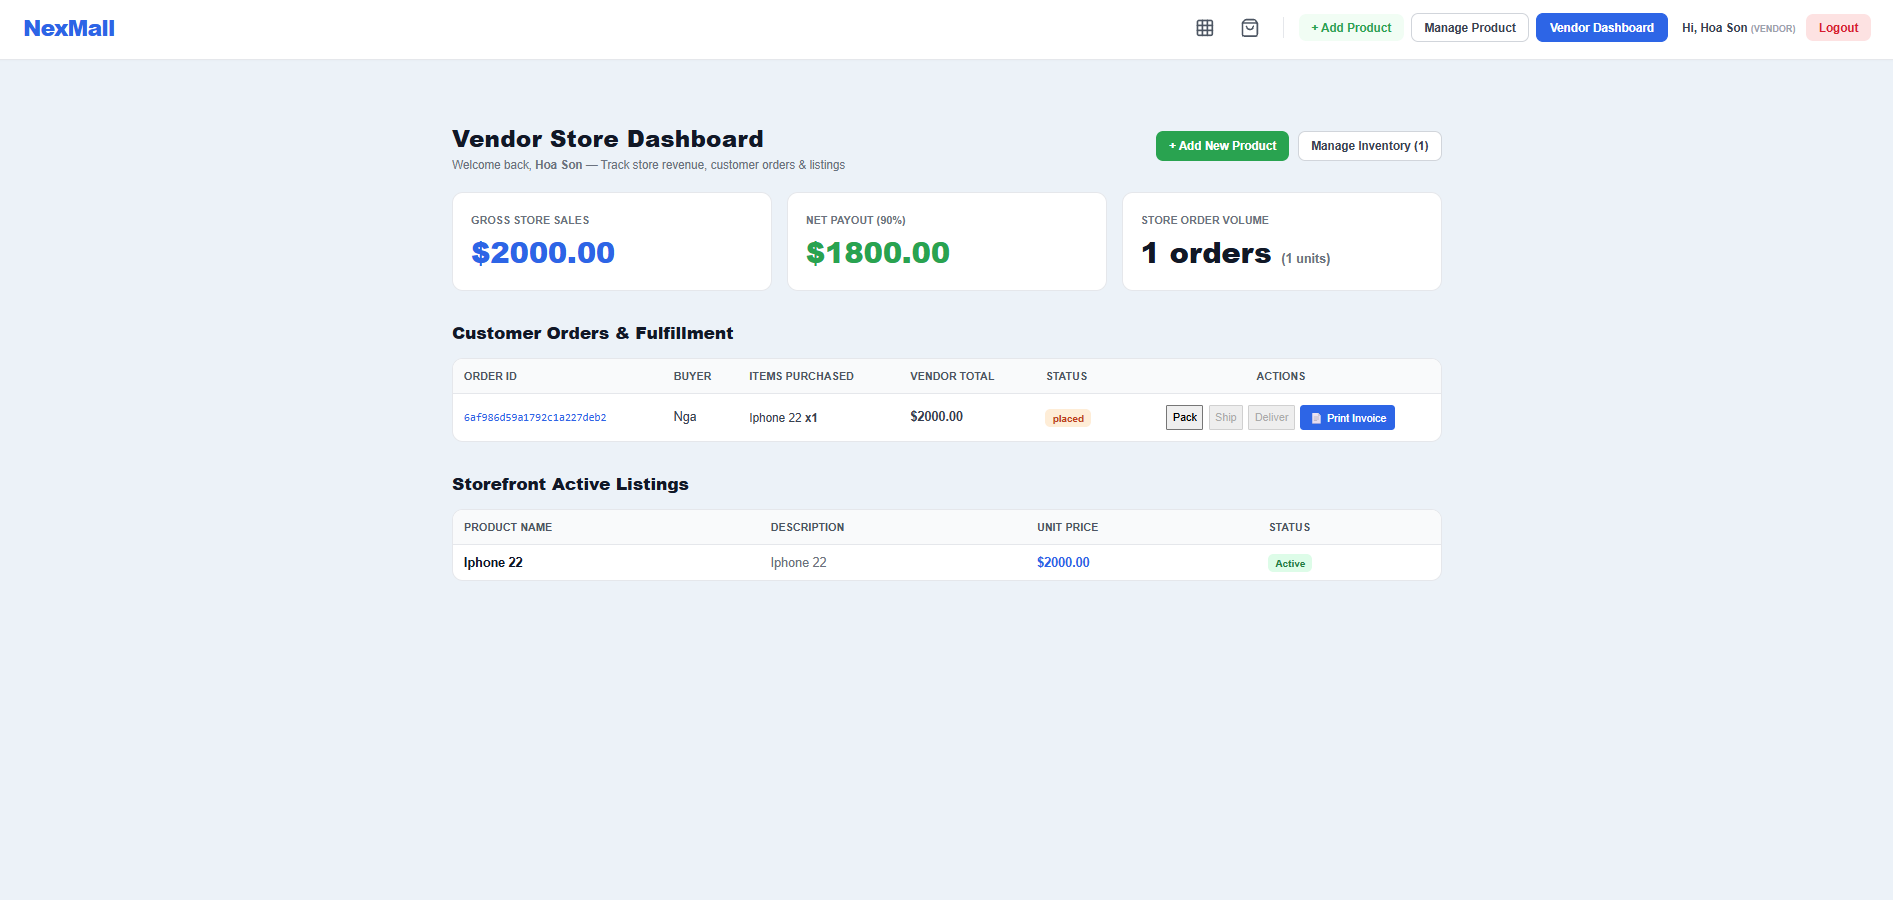 NexMall
+ Add Product
Manage Product
Vendor Dashboard
Hi, Hoa Son (VENDOR)
Logout
Vendor Store Dashboard
Welcome back, Hoa Son — Track store revenue, customer orders & listings
+ Add New Product
Manage Inventory (1)
GROSS STORE SALES
$2000.00
NET PAYOUT (90%)
$1800.00
STORE ORDER VOLUME
1 orders (1 units)
Customer Orders & Fulfillment
ORDER ID BUYER ITEMS PURCHASED VENDOR TOTAL STATUS ACTIONS
6af986d59a1792c1a227deb2 Nga Iphone 22 x1 $2000.00 placed Pack Ship Deliver Print Invoice
Storefront Active Listings
PRODUCT NAME DESCRIPTION UNIT PRICE STATUS
Iphone 22 Iphone 22 $2000.00 Active